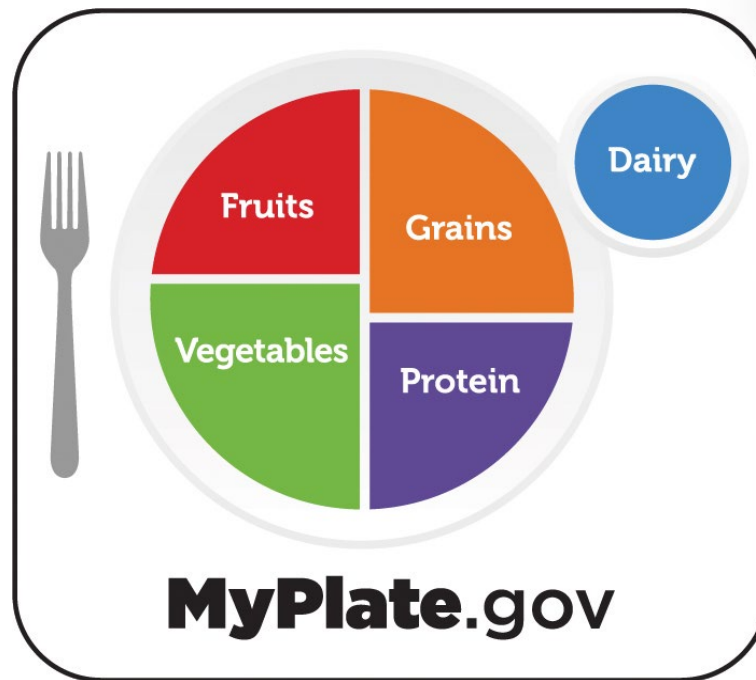 Fruits
Grains
Dairy
Vegetables
Protein
MyPlate.gov